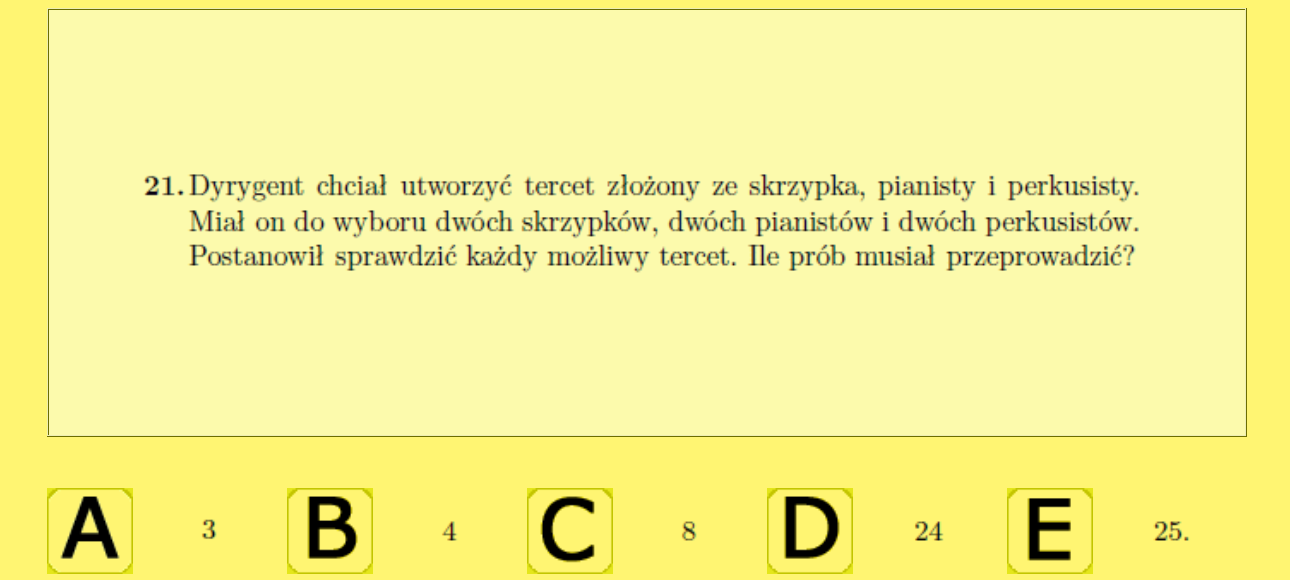 21. Dyrygent chciał utworzyć tercet złożony ze skrzypka, pianisty i perkusisty.
Miał on do wyboru dwóch skrzypków, dwóch pianistów i dwóch perkusistów.
Postanowił sprawdzić każdy możliwy tercet. Ile prób musiał przeprowadzić?
A 3 B 4 C 8 D 24 E 25.